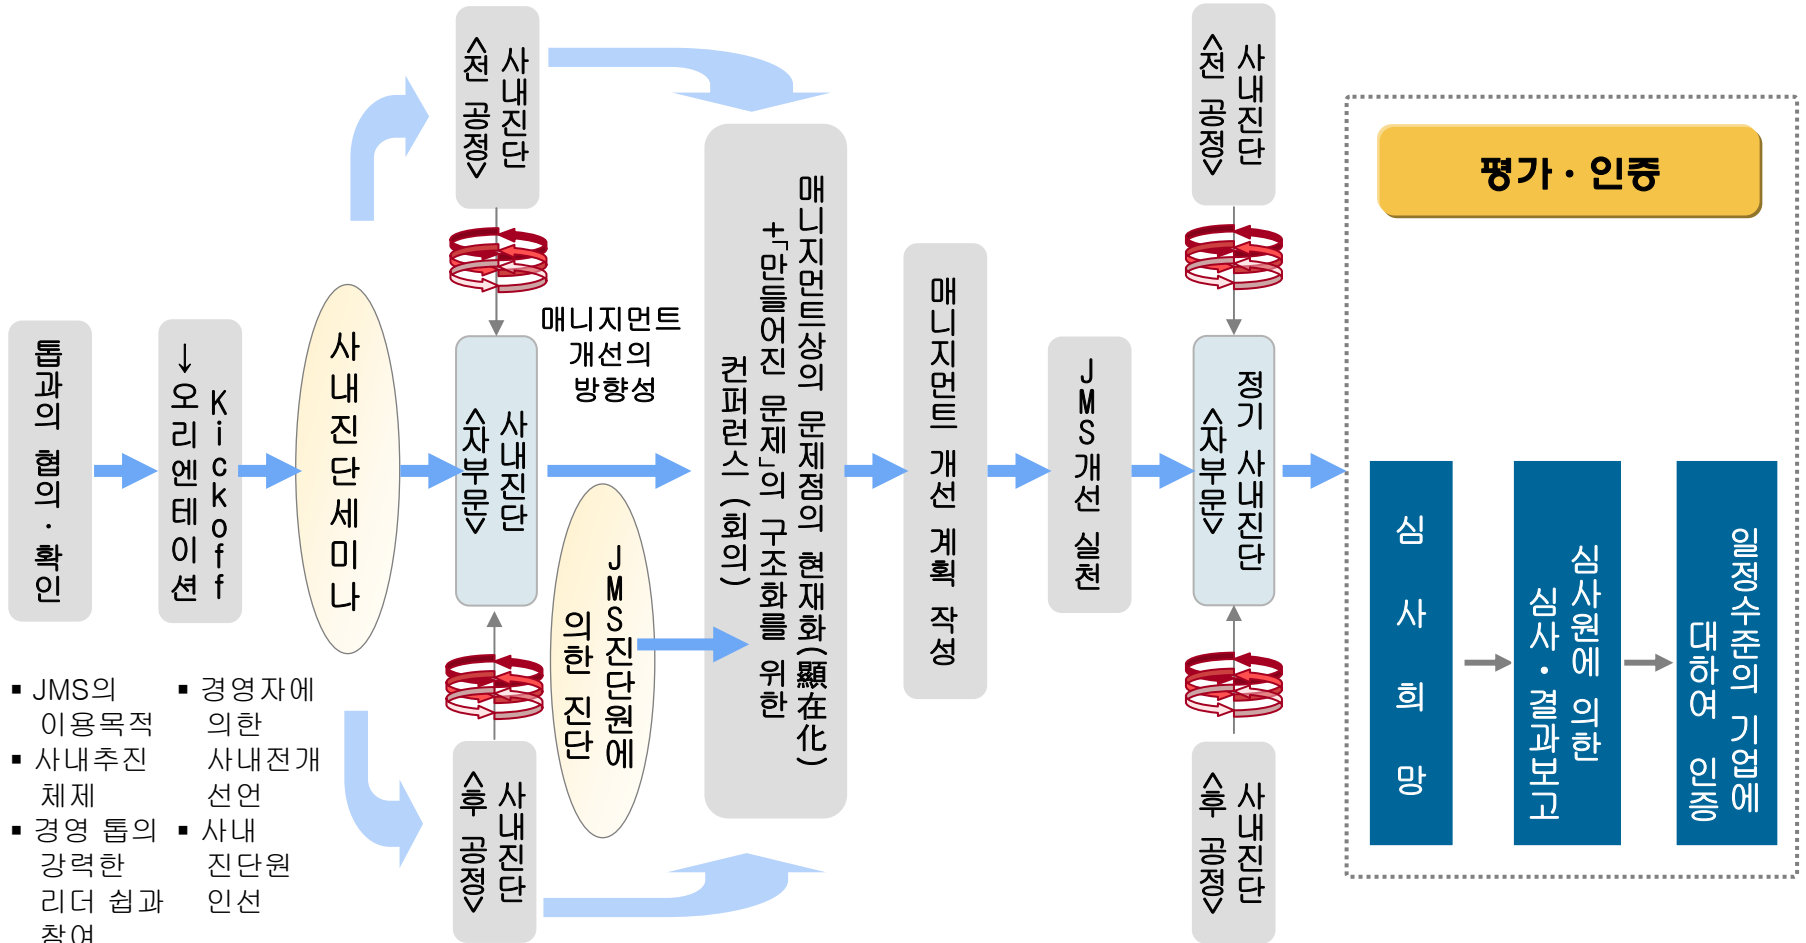 톱과의 협의·확인
Kickoff
→오리엔테이션
사내진단세미나
사내진단
<전 공정>
사내진단
<자부문>
사내진단
<후 공정>
매니지먼트
개선의
방향성
JMS진단원에
의한 진단
매니지먼트상의 문제점의 현재화(顯在化)
+「만들어진 문제」의 구조화를 위한
컨퍼런스 (회의)
매니지먼트 개선 계획 작성
JMS개선 실천
사내진단
<전 공정>
정기 사내진단
<자부문>
사내진단
<후 공정>
평가·인증
심사희망
심사원에 의한
심사·결과보고
일정수준의 기업에
대하여 인증
▪ JMS의
이용목적
▪ 사내추진
체제
▪ 경영 톱의
강력한
리더 쉽과
참여
▪ 경영자에
의한
사내전개
선언
▪ 사내
진단원
인선